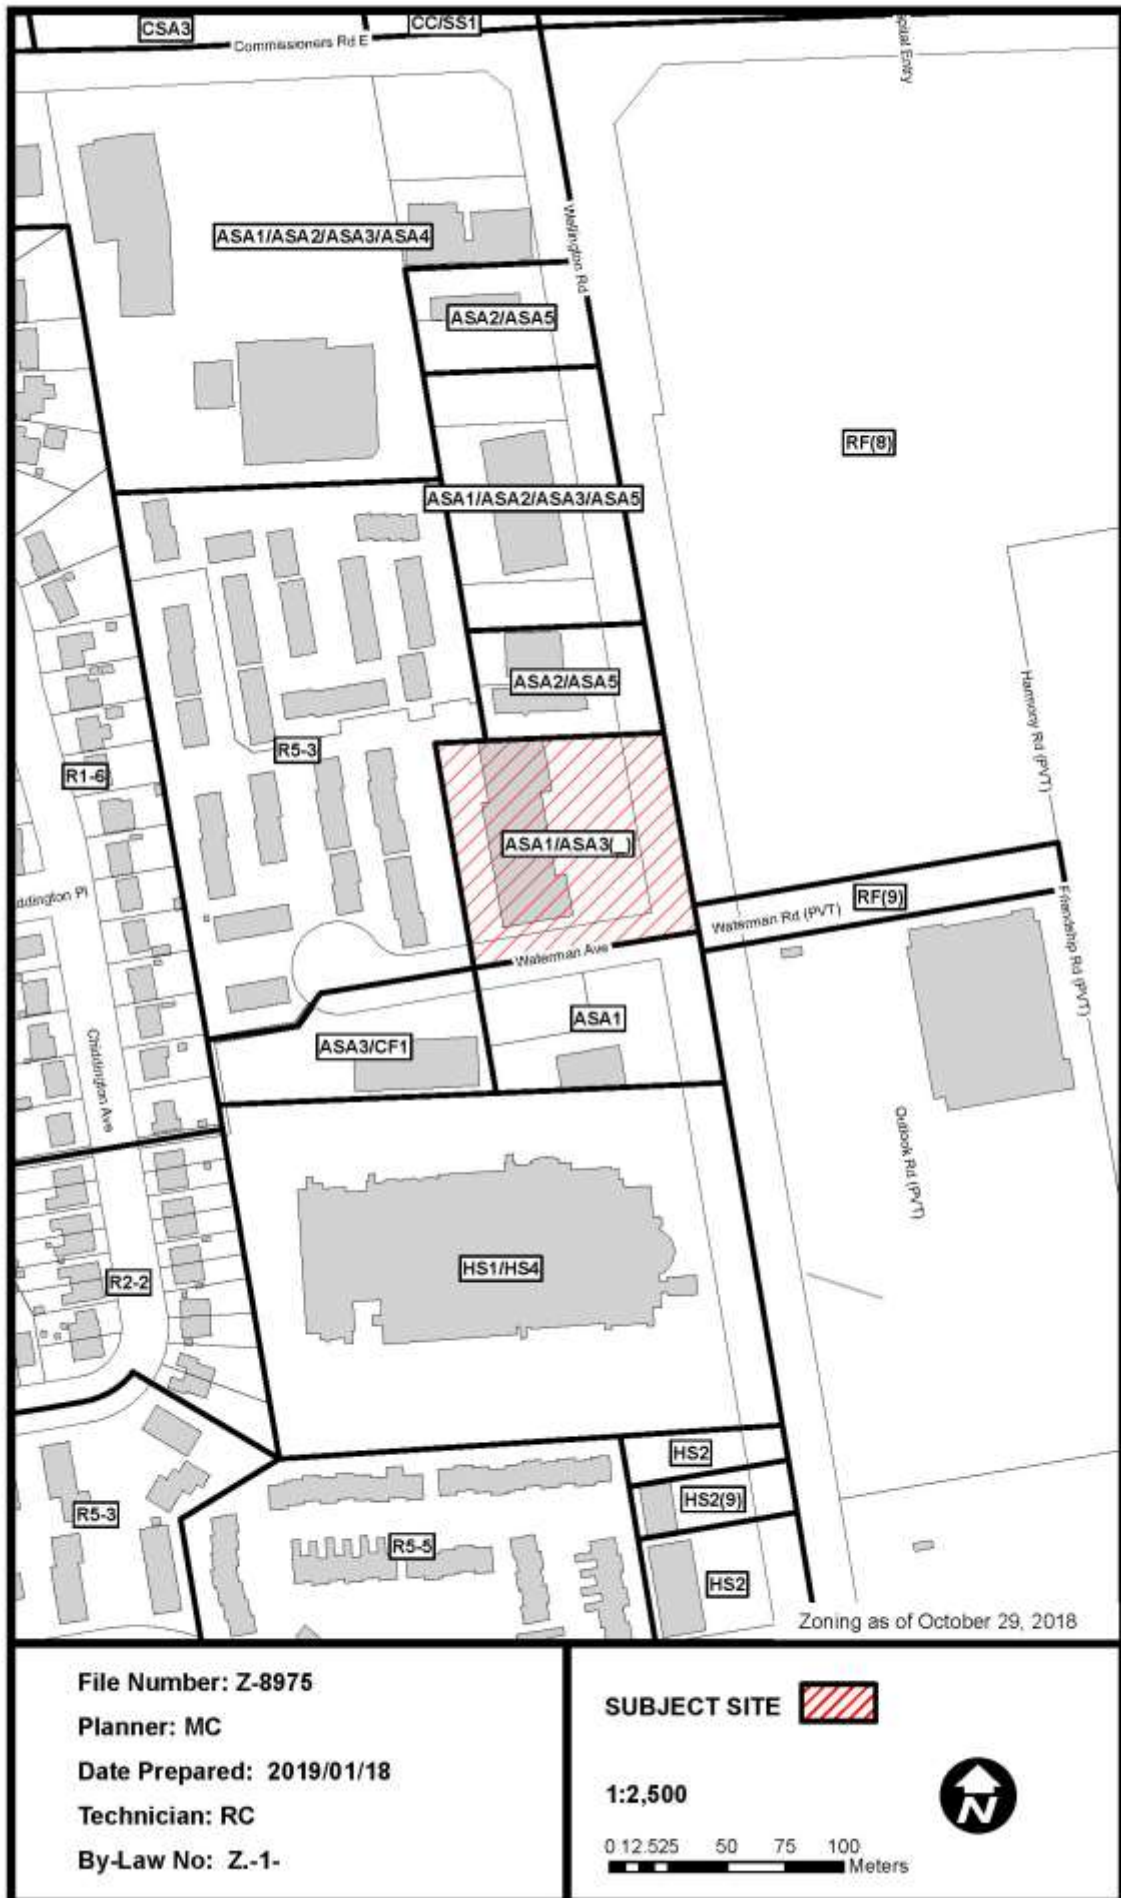 CSA3
CC/SS1
Commissioners Rd E
Wellington Rd
ASA1/ASA2/ASA3/ASA4
ASA2/ASA5
RF(8)
ASA1/ASA2/ASA3/ASA5
ASA2/ASA5
Harmony Rd (PVT)
R5-3
R1-6
ASA1/ASA3(_)
ddington Pl
RF(9)
Waterman Rd (PVT)
Friendship Rd (PVT)
Waterman Ave
ASA1
ASA3/CF1
Chiddington Ave
Outlook Rd (PVT)
HS1/HS4
R2-2
HS2
HS2(9)
R5-3
R5-5
HS2
Zoning as of October 29, 2018
File Number: Z-8975
Planner: MC
Date Prepared: 2019/01/18
Technician: RC
By-Law No: Z.-1-
SUBJECT SITE
1:2,500
N
0 12.525 50 75 100
Meters